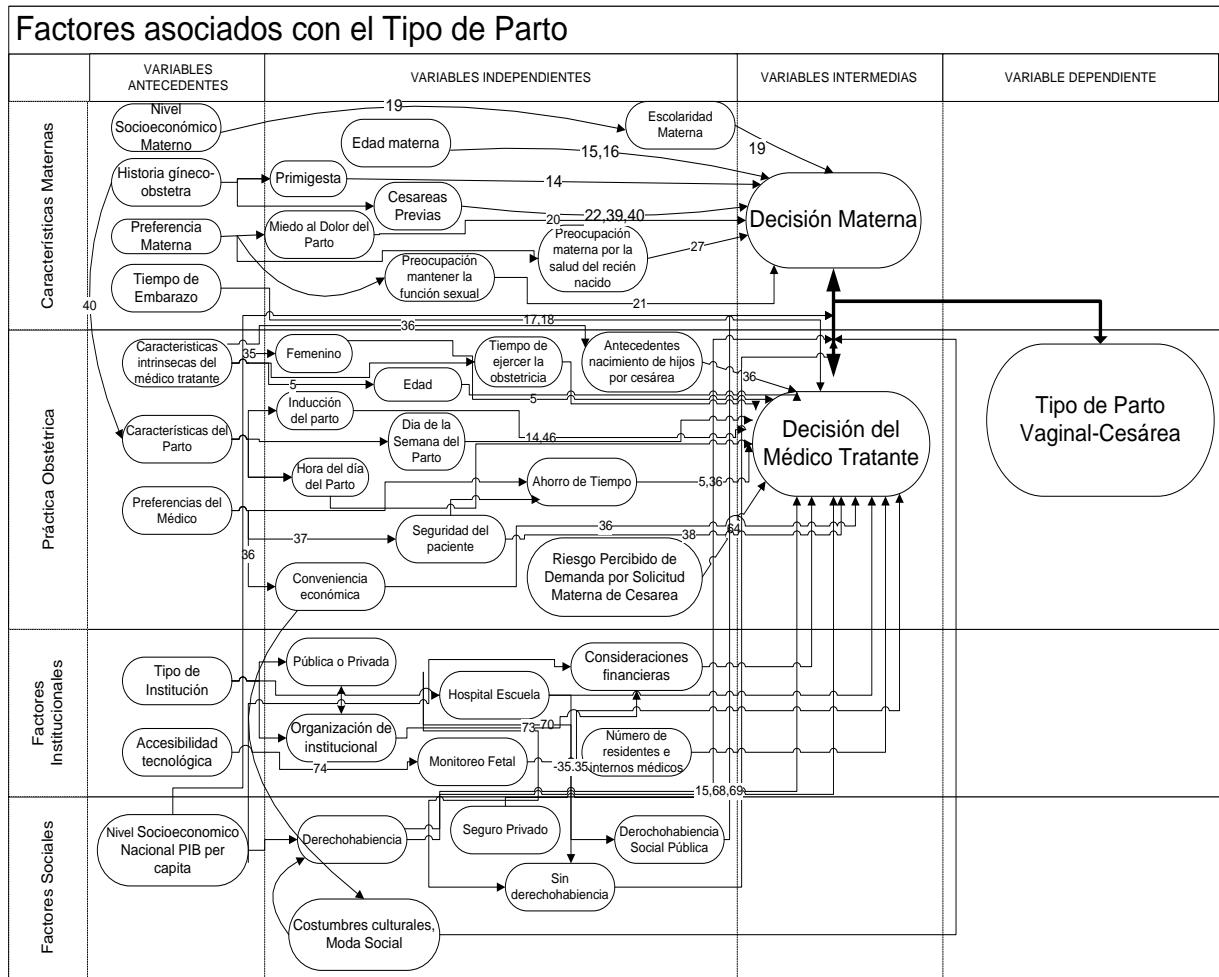 Factores asociados con el Tipo de Parto
VARIABLES
ANTECEDENTES
VARIABLES INDEPENDIENTES
VARIABLES INTERMEDIAS
VARIABLE DEPENDIENTE
Características Maternas
Nivel
Socioeconómico
Materno
19
Escolaridad
Materna
19
Edad materna
15,16
Historia gíneco-
obstetra
Primigesta
14
Cesareas
Previas
22,39,40
Decisión Materna
Preferencia
Materna
Miedo al Dolor del
Parto
20
Preocupación
materna por la
salud del recién
nacido
27
Preocupación
mantener la
función sexual
21
Tiempo de
Embarazo
40
17,18
Práctica Obstétrica
36
Caracteristicas
intrinsecas del
médico tratante
35
Femenino
Tiempo de
ejercer la
obstetricia
Antecedentes
nacimiento de hijos
por cesárea
36
5
Edad
5
Inducción
del parto
Características del
Parto
Dia de la
Semana del
Parto
14,46
Decisión del
Médico Tratante
Tipo de Parto
Vaginal-Cesárea
Hora del día
del Parto
Ahorro de Tiempo
5,36
Preferencias del
Médico
37
Seguridad del
paciente
36
38
64
36
Riesgo Percibido de
Demanda por Solicitud
Materna de Cesarea
Conveniencia
económica
Factores
Institucionales
Tipo de
Institución
Pública o Privada
Consideraciones
financieras
Hospital Escuela
Organización de
institucional
73
70
Número de
residentes e
internos médicos
Accesibilidad
tecnológica
74
Monitoreo Fetal
-35.35
15,68,69
Factores Sociales
Nivel Socioeconomico
Nacional PIB per
capita
Derechohabiencia
Seguro Privado
Derochohabiencia
Social Pública
Sin
derechohabiencia
Costumbres culturales,
Moda Social